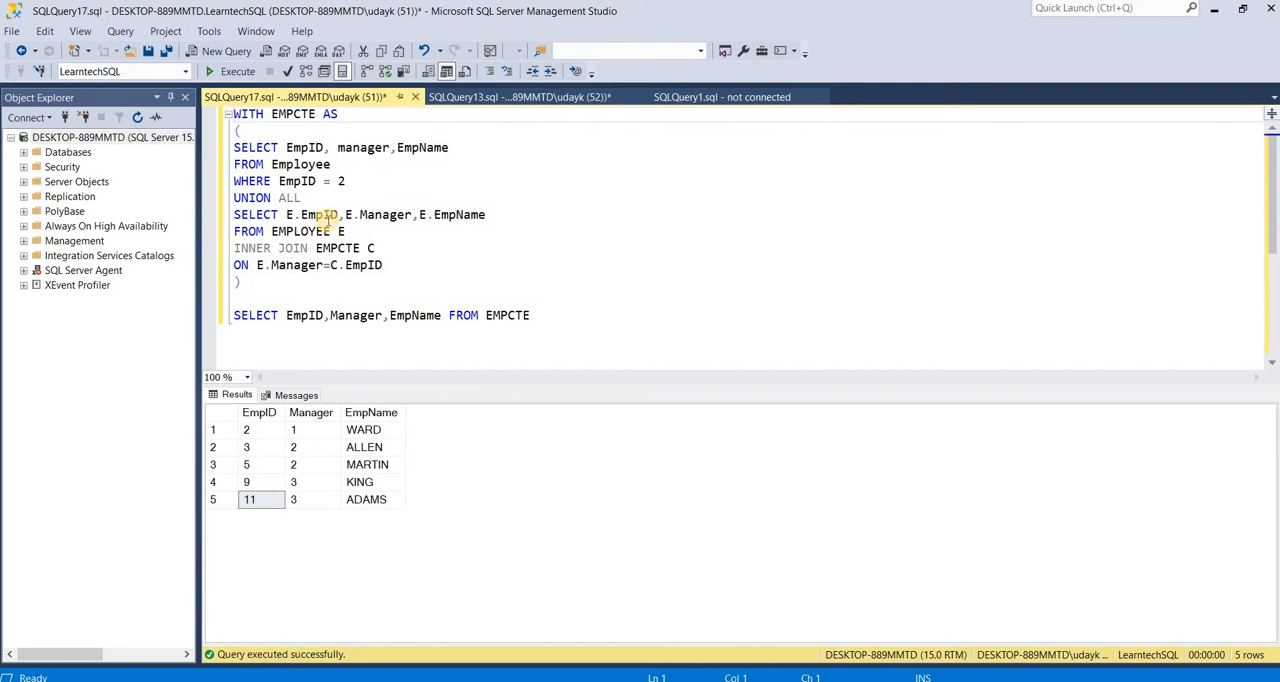 SQLQuery17.sql - DESKTOP-889MMTD.LearntechSQL (DESKTOP-889MMTD\udayk (51))* - Microsoft SQL Server Management Studio
Quick Launch (Ctrl+Q)
File Edit View Query Project Tools Window Help
New Query
LearntechSQL Execute
Object Explorer
Connect
DESKTOP-889MMTD (SQL Server 15.
Databases
Security
Server Objects
Replication
PolyBase
Always On High Availability
Management
Integration Services Catalogs
SQL Server Agent
XEvent Profiler
SQLQuery17.sql -...89MMTD\udayk (51))* SQLQuery13.sql -...89MMTD\udayk (52))* SQLQuery1.sql - not connected
WITH EMPCTE AS
(
SELECT EmpID, manager,EmpName
FROM Employee
WHERE EmpID = 2
UNION ALL
SELECT E.EmpID,E.Manager,E.EmpName
FROM EMPLOYEE E
INNER JOIN EMPCTE C
ON E.Manager=C.EmpID
)
SELECT EmpID,Manager,EmpName FROM EMPCTE
100 %
Results Messages
EmpID Manager EmpName
1 2 1 WARD
2 3 2 ALLEN
3 5 2 MARTIN
4 9 3 KING
5 11 3 ADAMS
Query executed successfully. DESKTOP-889MMTD (15.0 RTM) DESKTOP-889MMTD\udayk ... LearntechSQL 00:00:00 5 rows
Ready Ln 1 Col 1 Ch 1 INS